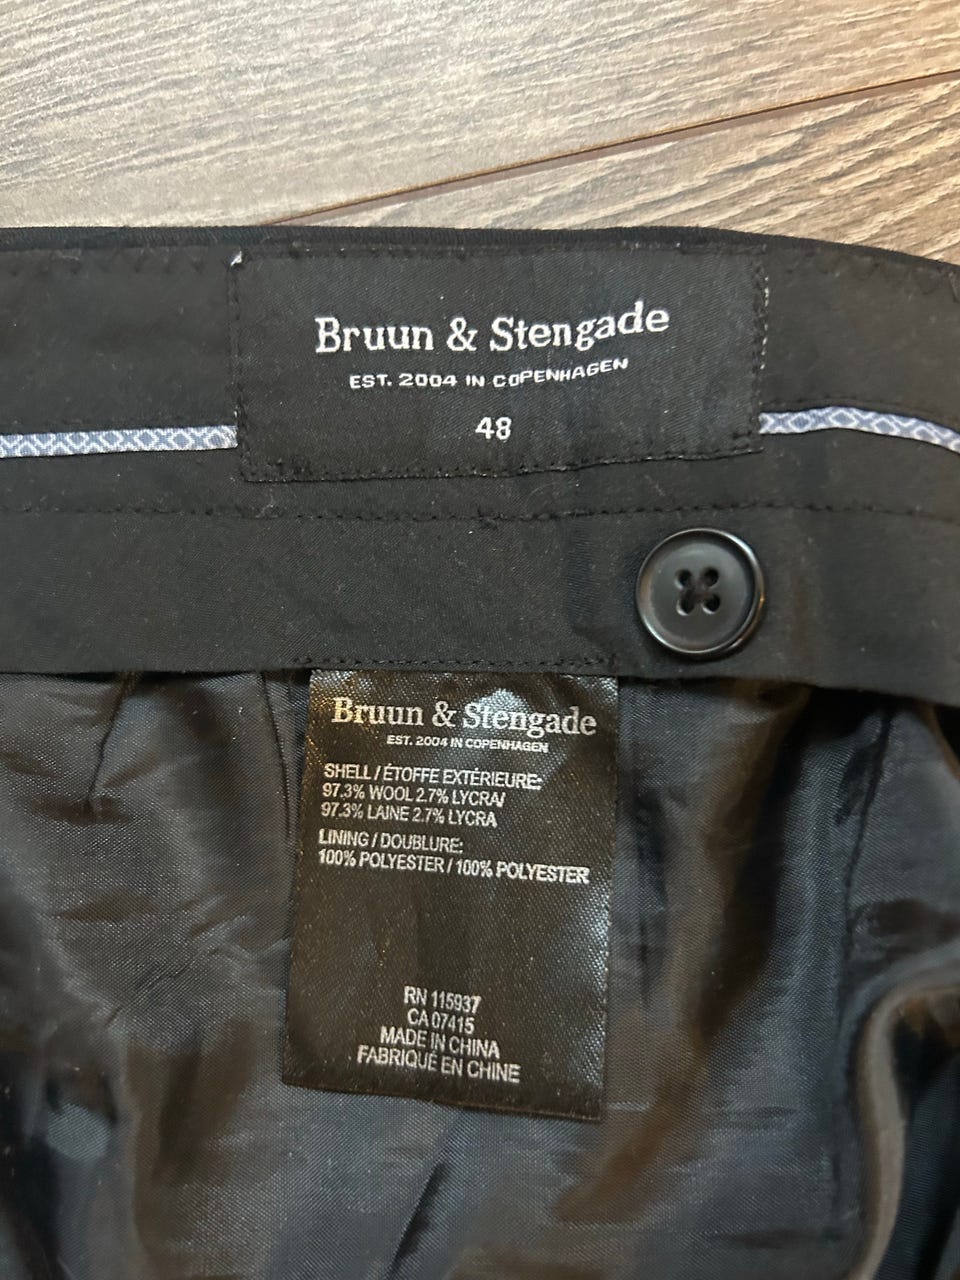 Bruun & Stengade
EST. 2004 IN COPENHAGEN
48
Bruun & Stengade
EST. 2004 IN COPENHAGEN
SHELL / ÉTOFFE EXTÉRIEURE:
97.3% WOOL 2.7% LYCRA/
97.3% LAINE 2.7% LYCRA
LINING / DOUBLURE:
100% POLYESTER / 100% POLYESTER
RN 115937
CA 07415
MADE IN CHINA
FABRIQUÉ EN CHINE